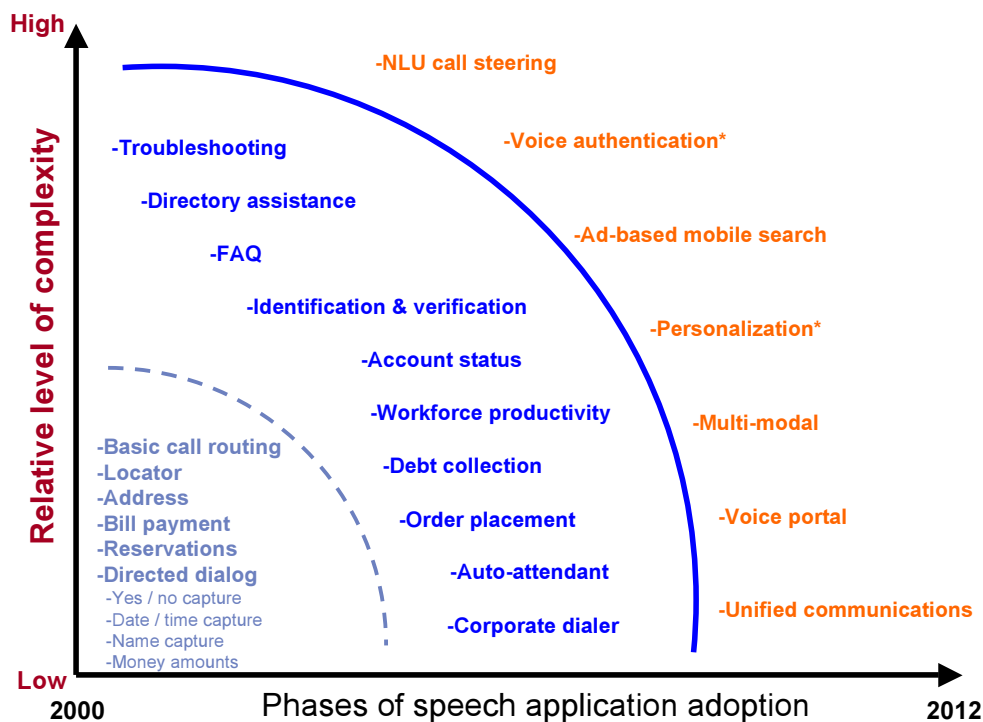 High
-NLU call steering
-Voice authentication*
-Troubleshooting
-Directory assistance
-Ad-based mobile search
-FAQ
-Identification & verification
-Personalization*
-Account status
-Workforce productivity
-Multi-modal
-Basic call routing
-Locator
-Address
-Bill payment
-Reservations
-Directed dialog
-Yes / no capture
-Date / time capture
-Name capture
-Money amounts
-Debt collection
-Order placement
-Voice portal
-Auto-attendant
-Unified communications
-Corporate dialer
Relative level of complexity
Low
2000
Phases of speech application adoption
2012